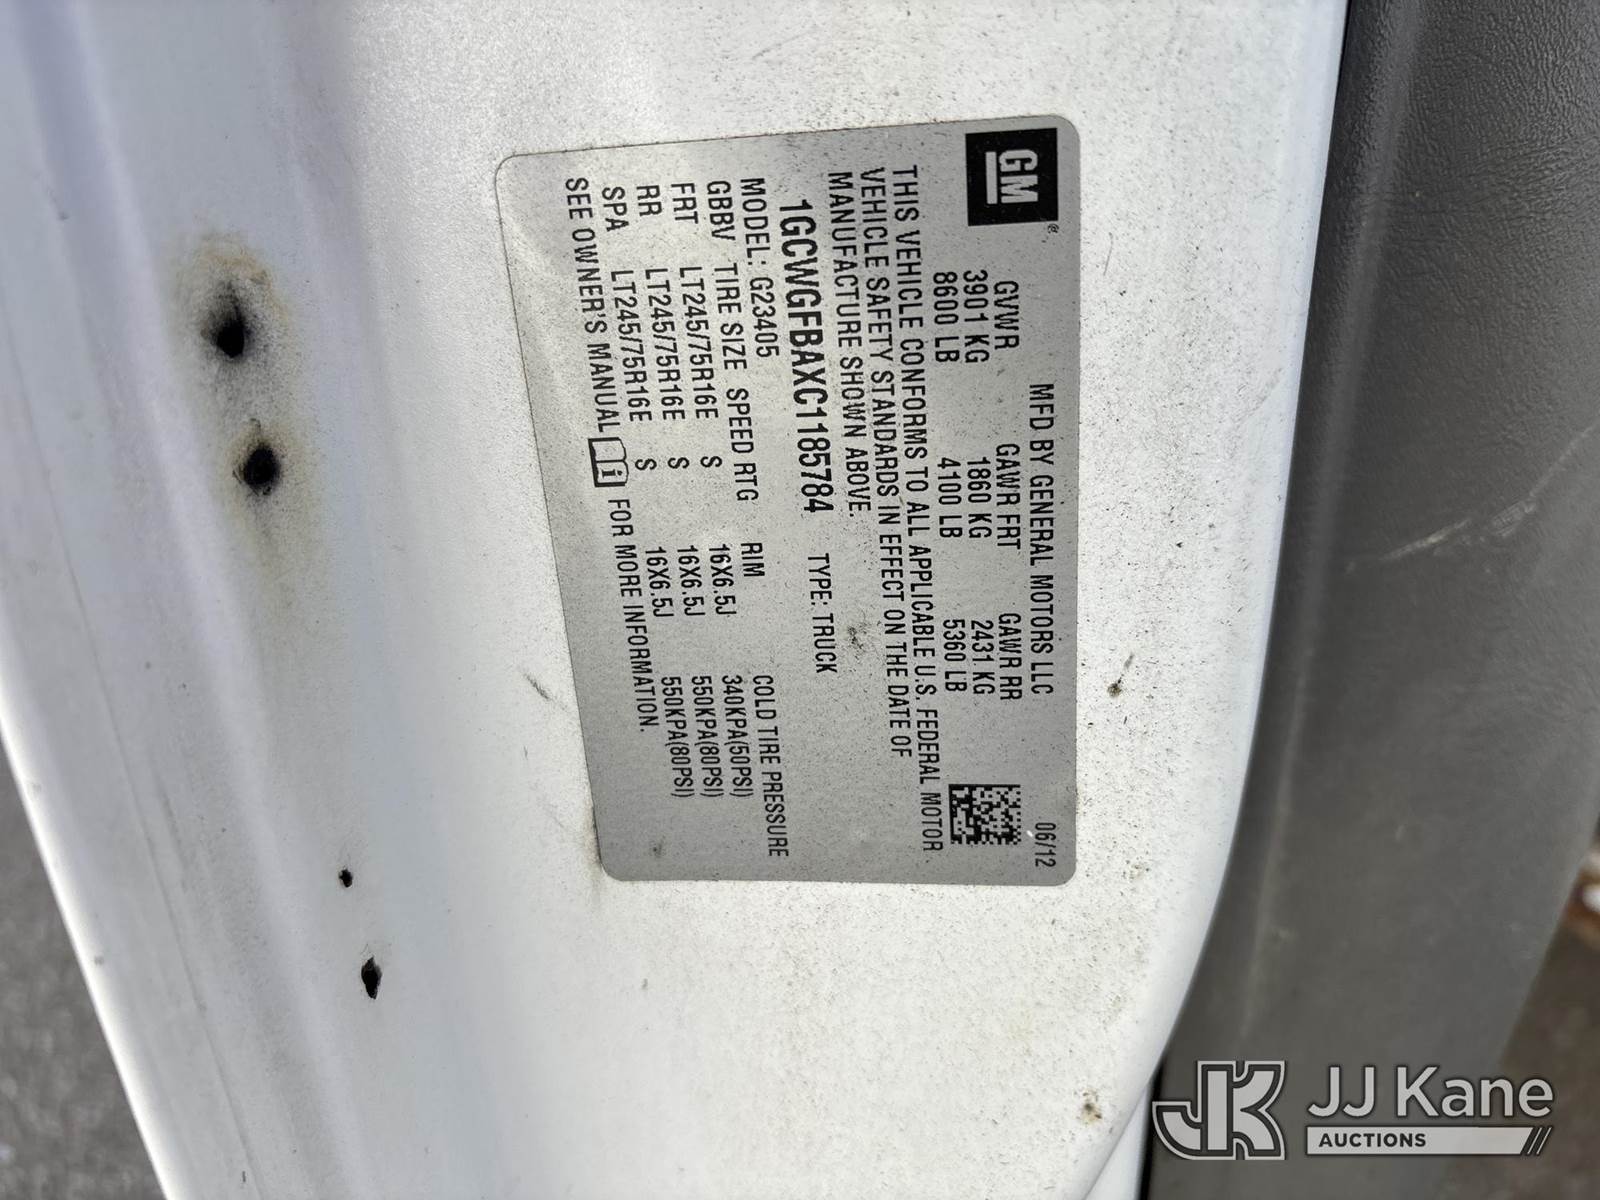 GM®
MFD BY GENERAL MOTORS LLC 06/12
GVWR GAWR FRT GAWR RR
3901 KG 1860 KG 2431 KG
8600 LB 4100 LB 5360 LB
THIS VEHICLE CONFORMS TO ALL APPLICABLE U.S. FEDERAL MOTOR
VEHICLE SAFETY STANDARDS IN EFFECT ON THE DATE OF
MANUFACTURE SHOWN ABOVE.
1GCWGFBAXC1185784 TYPE: TRUCK
MODEL: G23405
GBBV TIRE SIZE SPEED RTG RIM COLD TIRE PRESSURE
FRT LT245/75R16E S 16X6.5J 340KPA(50PSI)
RR LT245/75R16E S 16X6.5J 550KPA(80PSI)
SPA LT245/75R16E S 16X6.5J 550KPA(80PSI)
SEE OWNER'S MANUAL i FOR MORE INFORMATION.
JK JJ Kane
AUCTIONS